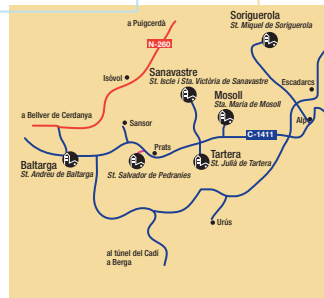 Soriguerola
St. Miquel de Soriguerola
a Puigcerdà
N-260
Sanavastre
St. Iscle i Sta. Victòria de Sanavastre
Isòvol
Escadarcs
Mosoll
Sta. Maria de Mosoll
a Bellver de Cerdanya
Sansor
Alp
C-1411
Prats
Baltarga
St. Andreu de Baltarga
St. Salvador de Pedranies
Tartera
St. Julià de Tartera
Urús
al túnel del Cadí
a Berga